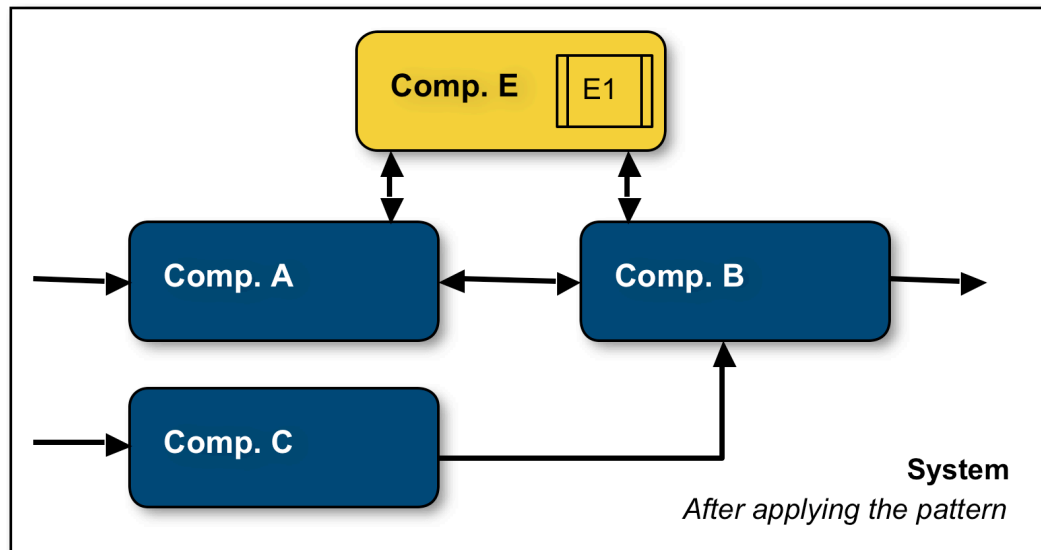 Comp. E
E1
Comp. A
Comp. B
Comp. C
System
After applying the pattern